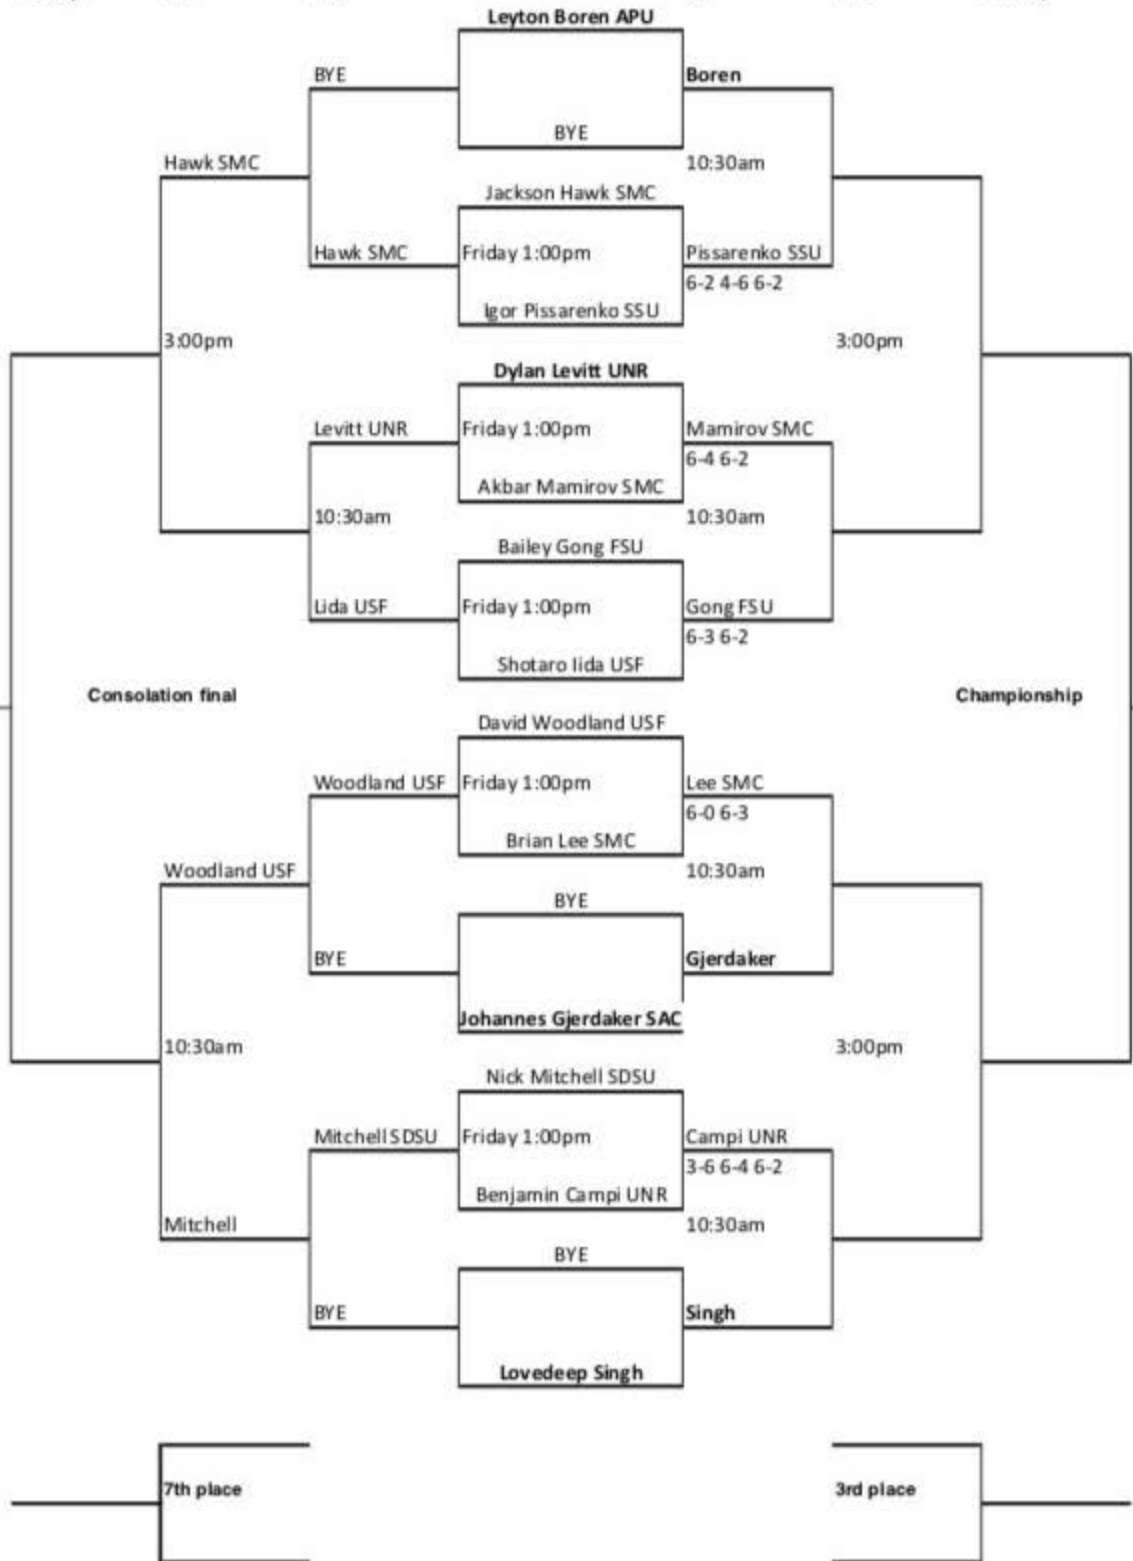 Leyton Boren APU
BYE
Boren
BYE
Hawk SMC
10:30am
Jackson Hawk SMC
Hawk SMC
Friday 1:00pm
Pissarenko SSU
6-2 4-6 6-2
Igor Pissarenko SSU
3:00pm
3:00pm
Dylan Levitt UNR
Levitt UNR
Friday 1:00pm
Mamirov SMC
6-4 6-2
Akbar Mamirov SMC
10:30am
10:30am
Bailey Gong FSU
Lida USF
Friday 1:00pm
Gong FSU
6-3 6-2
Shotaro Iida USF
Consolation final
Championship
David Woodland USF
Woodland USF
Friday 1:00pm
Lee SMC
6-0 6-3
Brian Lee SMC
Woodland USF
10:30am
BYE
BYE
Gjerdaker
Johannes Gjerdaker SAC
10:30am
3:00pm
Nick Mitchell SDSU
Mitchell SDSU
Friday 1:00pm
Campi UNR
3-6 6-4 6-2
Benjamin Campi UNR
Mitchell
10:30am
BYE
BYE
Singh
Lovedeep Singh
7th place
3rd place